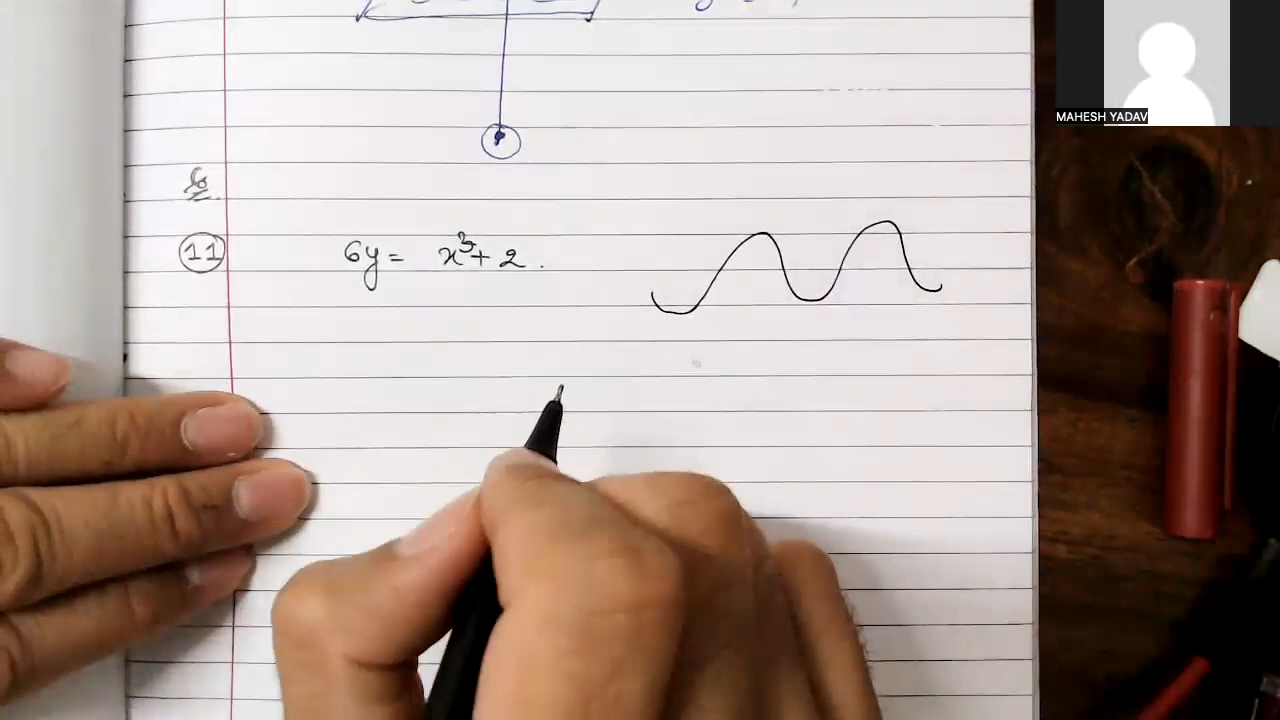 MAHESH YADAV
11 6y = x³ + 2 .